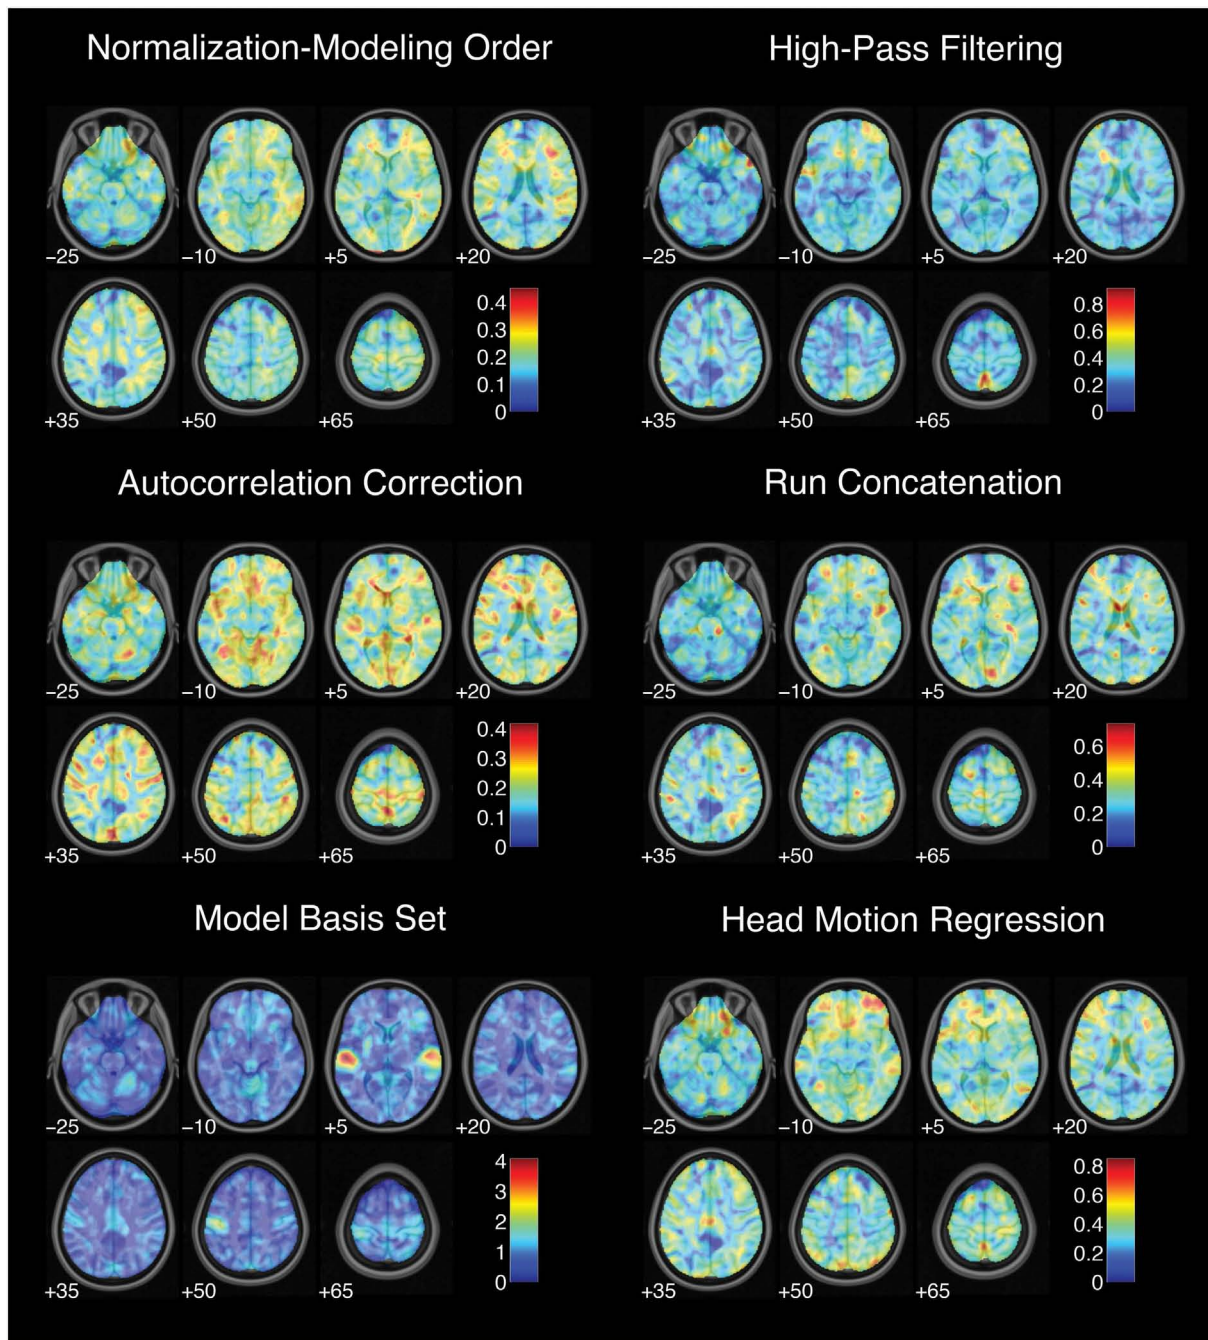 Normalization-Modeling Order
−25 −10 +5 +20
0.4
0.3
0.2
0.1
0
+35 +50 +65
High-Pass Filtering
−25 −10 +5 +20
0.8
0.6
0.4
0.2
0
+35 +50 +65
Autocorrelation Correction
−25 −10 +5 +20
0.4
0.3
0.2
0.1
0
+35 +50 +65
Run Concatenation
−25 −10 +5 +20
0.6
0.4
0.2
0
+35 +50 +65
Model Basis Set
−25 −10 +5 +20
4
3
2
1
0
+35 +50 +65
Head Motion Regression
−25 −10 +5 +20
0.8
0.6
0.4
0.2
0
+35 +50 +65